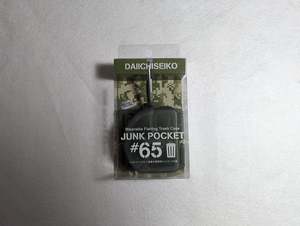 DAIICHISEIKO
Wearable Fishing Trash Case
JUNK POCKET
#65